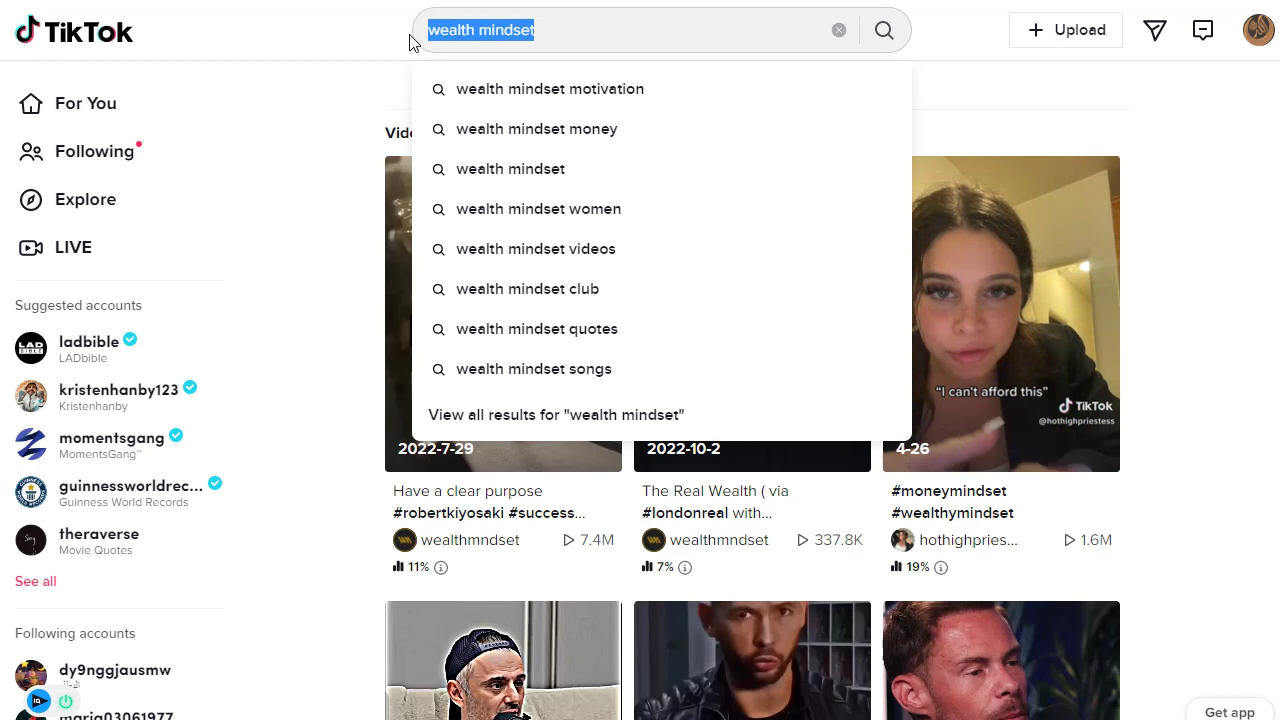 TikTok
wealth mindset
Upload
wealth mindset motivation
wealth mindset money
wealth mindset
wealth mindset women
wealth mindset videos
wealth mindset club
wealth mindset quotes
wealth mindset songs
View all results for "wealth mindset"
For You
Following
Explore
LIVE
Suggested accounts
ladbible
LADbible
kristenhanby123
Kristenhanby
momentsgang
MomentsGang™
guinnessworldrec...
Guinness World Records
theraverse
Movie Quotes
See all
Following accounts
dy9nggjausmw
maria03061977
"I can't afford this"
TikTok
@hothighpriestess
2022-7-29
2022-10-2
4-26
Have a clear purpose
#robertkiyosaki #success...
wealthmndset 7.4M
11%
The Real Wealth ( via
#londonreal with...
wealthmndset 337.8K
7%
#moneymindset
#wealthymindset
hothighpries... 1.6M
19%
Get app